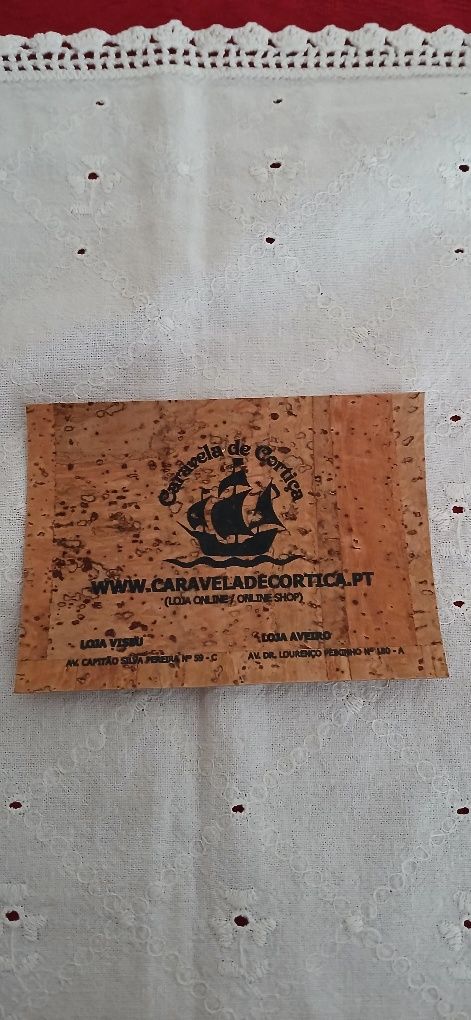 Caravela de Cortiça
WWW.CARAVELADECORTICA.PT
(LOJA ONLINE / ONLINE SHOP)
LOJA VISEU
AV. CAPITÃO SILVA PEREIRA Nº 59 - C
LOJA AVEIRO
AV. DR. LOURENÇO PEIXINHO Nº 180 - A